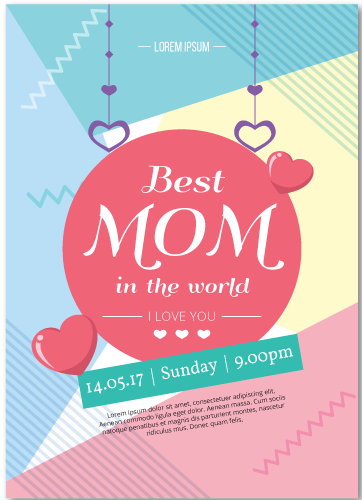 LOREM IPSUM
Best
MOM
in the world
I LOVE YOU
14.05.17 | Sunday | 9.00pm
Lorem ipsum dolor sit amet, consectetuer adipiscing elit.
Aenean commodo ligula eget dolor. Aenean massa. Cum sociis
natoque penatibus et magnis dis parturient montes, nascetur
ridiculus mus. Donec quam felis,